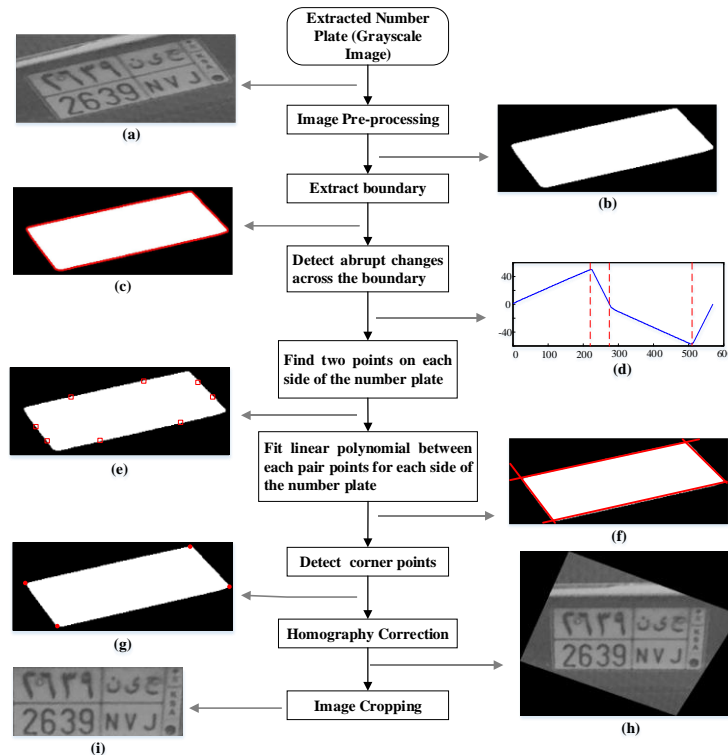 Extracted Number
Plate (Grayscale
Image)
٢٦٣٩ ح ی ن
2639 N V J
(a)
Image Pre-processing
(b)
Extract boundary
(c)
Detect abrupt changes
across the boundary
40
0
-40
0 100 200 300 400 500 600
(d)
Find two points on each
side of the number plate
(e)
Fit linear polynomial between
each pair points for each side of
the number plate
(f)
Detect corner points
(g)
Homography Correction
٢٦٣٩ ح ی ن
2639 N V J
(h)
Image Cropping
٢٦٣٩ ح ی ن
2639 N V J
(i)